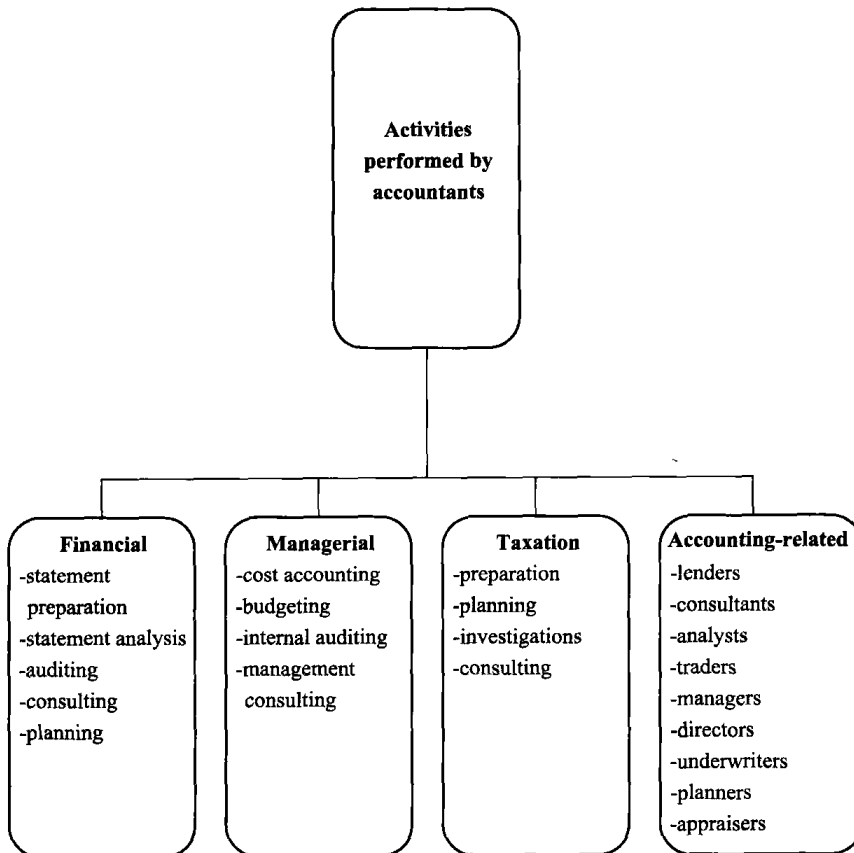 Activities
performed by
accountants
Financial
-statement
preparation
-statement analysis
-auditing
-consulting
-planning
Managerial
-cost accounting
-budgeting
-internal auditing
-management
consulting
Taxation
-preparation
-planning
-investigations
-consulting
Accounting-related
-lenders
-consultants
-analysts
-traders
-managers
-directors
-underwriters
-planners
-appraisers